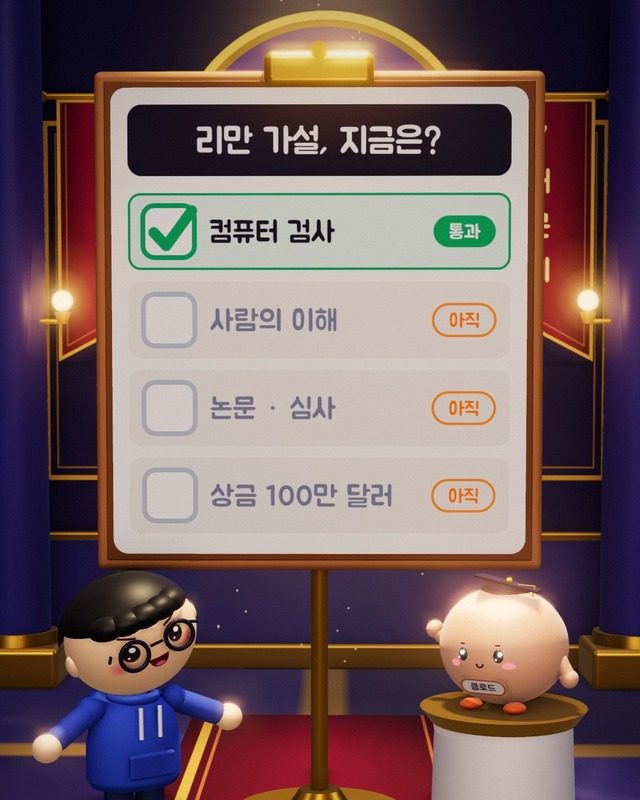 리만 가설, 지금은?
컴퓨터 검사 통과
사람의 이해 아직
논문 · 심사 아직
상금 100만 달러 아직
클로드